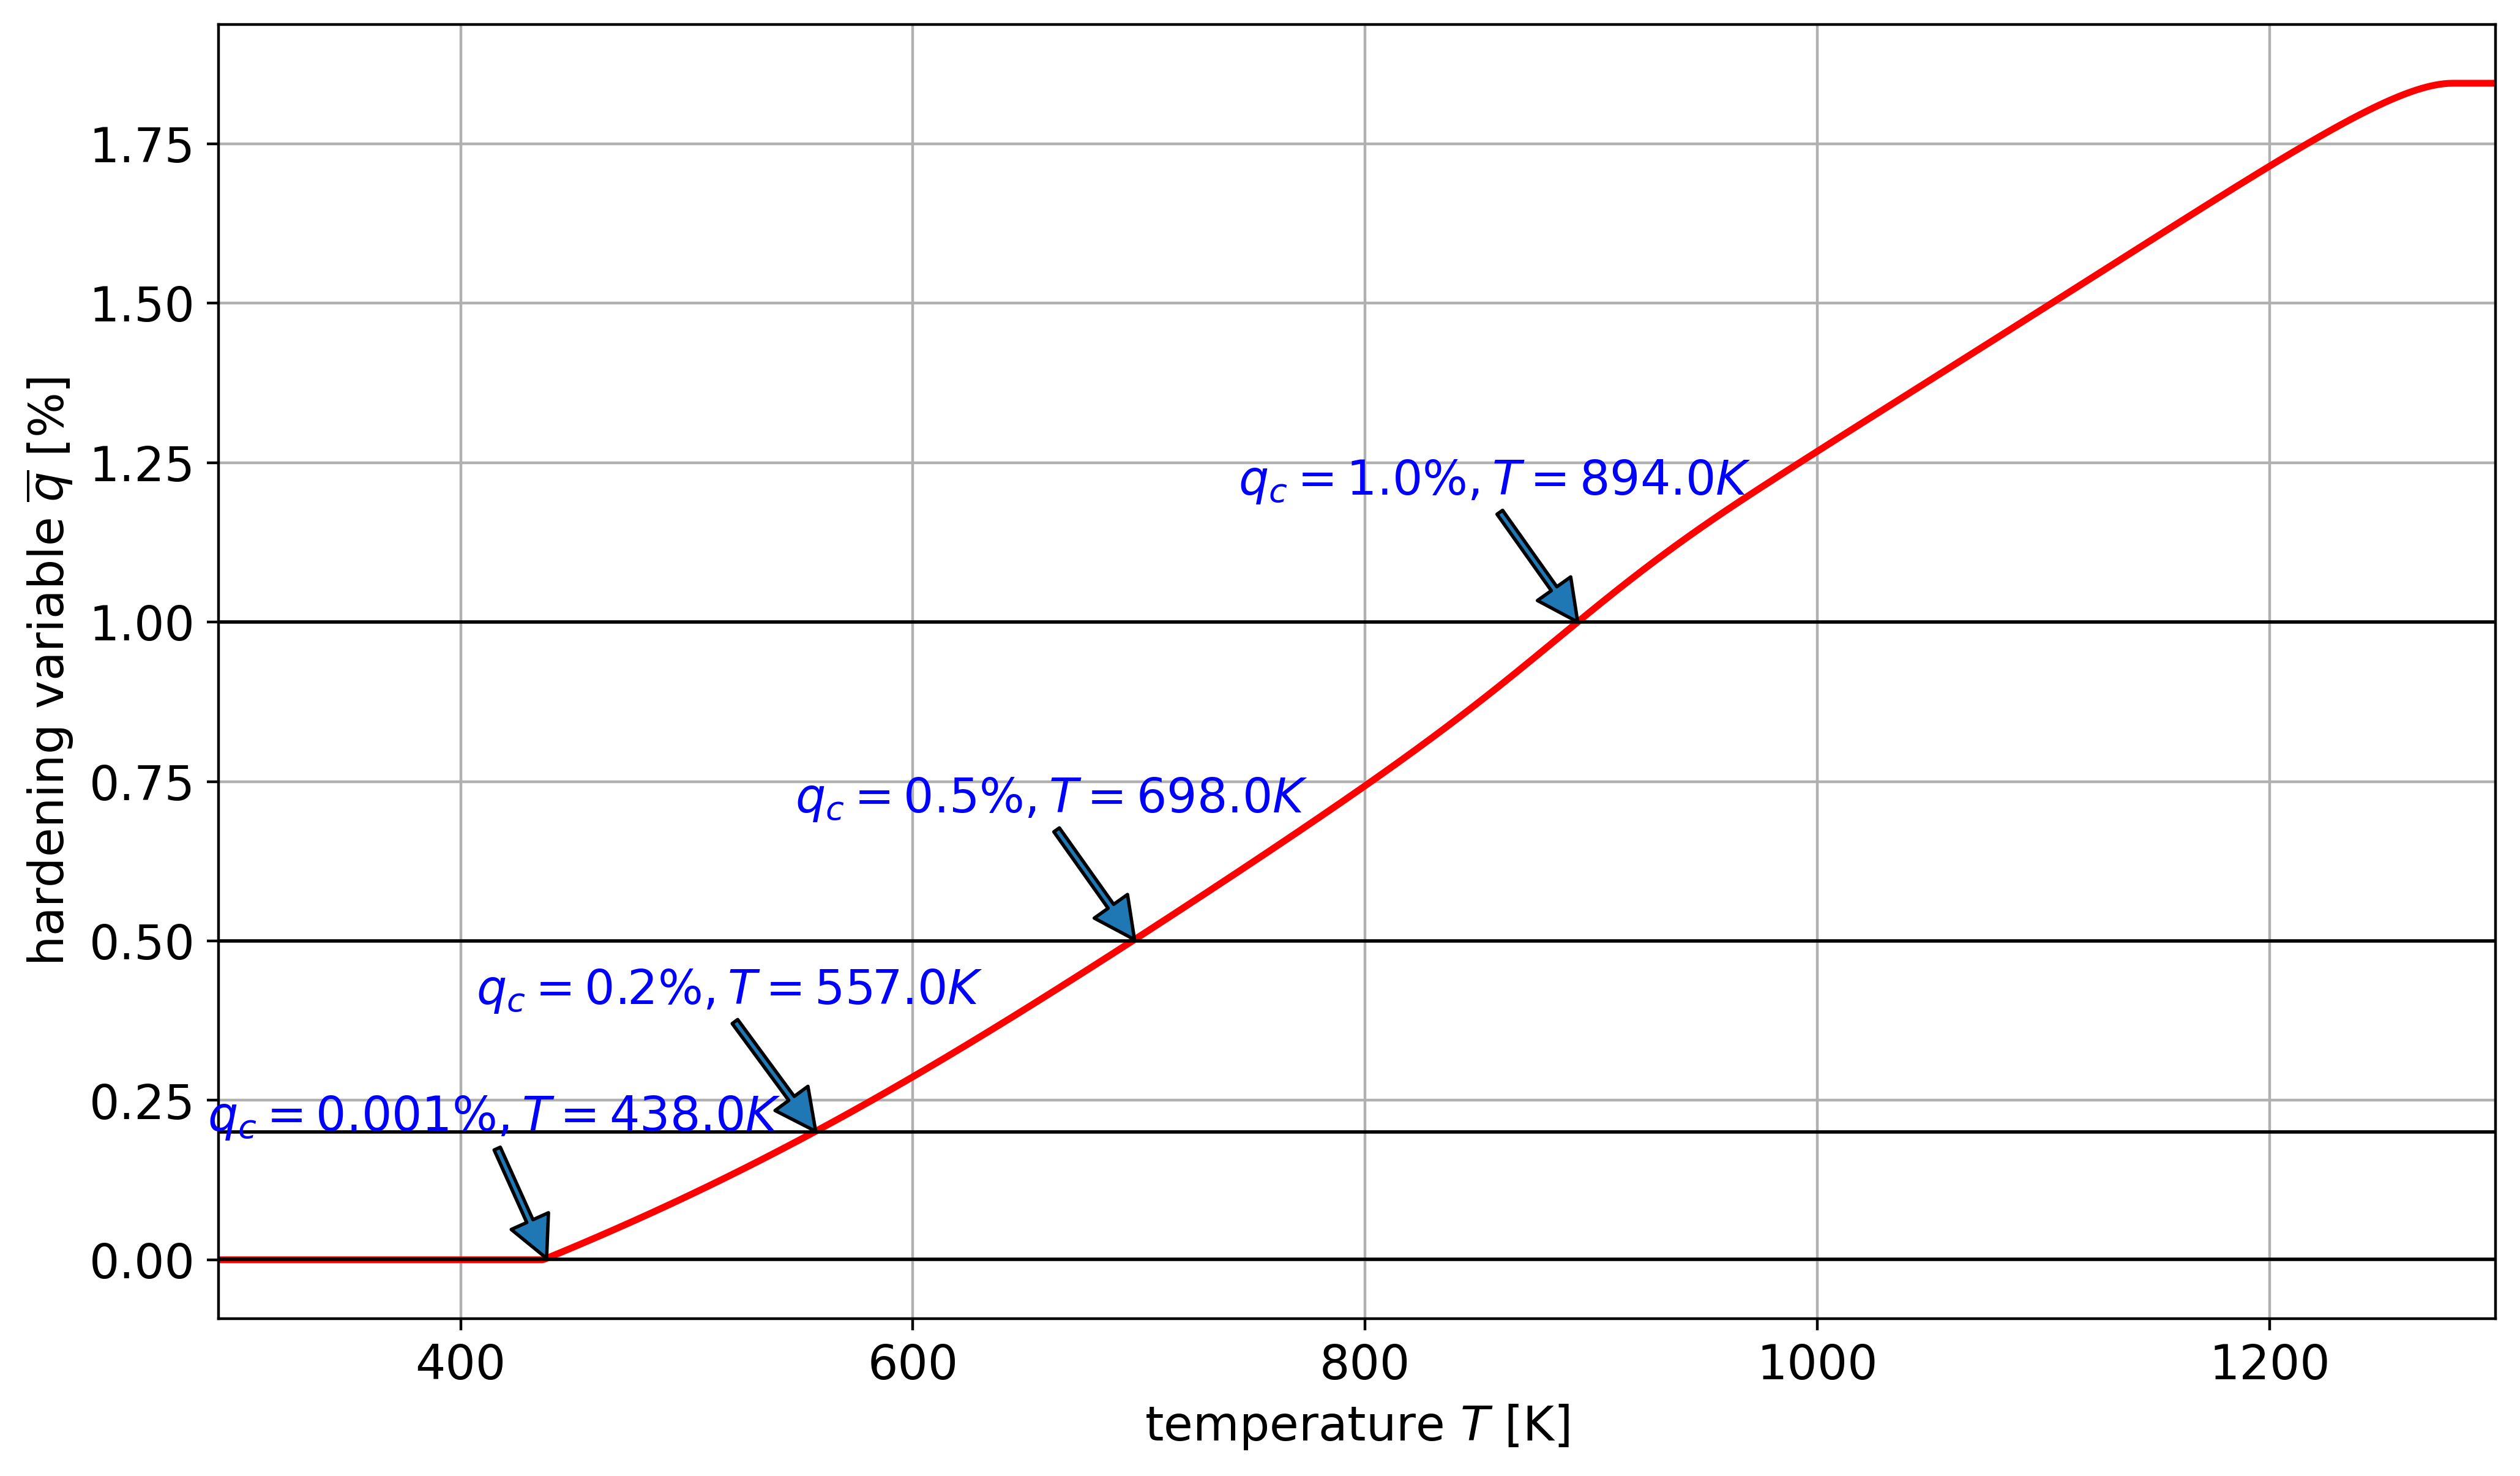 1.75
1.50
1.25
1.00
0.75
0.50
0.25
0.00
hardening variable q̅ [%]
q_c = 1.0%, T = 894.0K
q_c = 0.5%, T = 698.0K
q_c = 0.2%, T = 557.0K
q_c = 0.001%, T = 438.0K
400 600 800 1000 1200
temperature T [K]